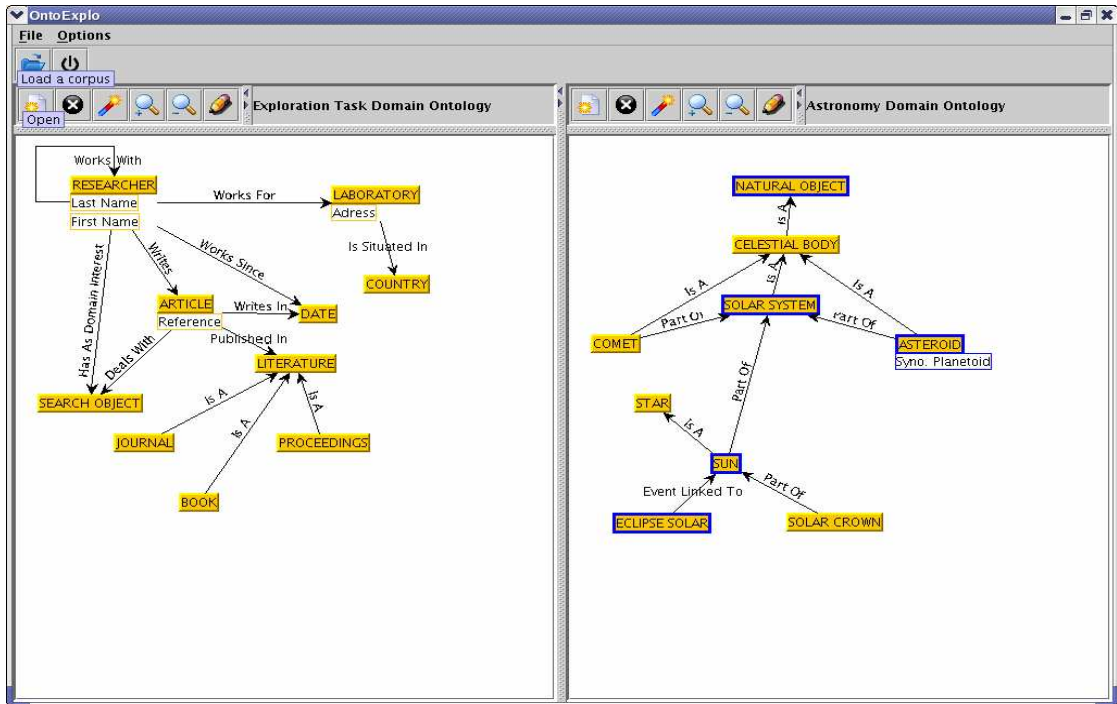 OntoExplo
File Options
Load a corpus
Open
Exploration Task Domain Ontology
Works With
RESEARCHER
Last Name
First Name
Works For
LABORATORY
Adress
Is Situated In
COUNTRY
Has As Domain Interest
Writes
Works Since
ARTICLE
Reference
Writes In
DATE
Deals With
Published In
LITERATURE
SEARCH OBJECT
Is A
Is A
Is A
JOURNAL
PROCEEDINGS
BOOK
Astronomy Domain Ontology
NATURAL OBJECT
Is A
CELESTIAL BODY
Is A
Is A
Is A
SOLAR SYSTEM
Part Of
Part Of
COMET
ASTEROID
Syno. Planetoid
Part Of
STAR
Is A
SUN
Event Linked To
Part Of
ECLIPSE SOLAR
SOLAR CROWN